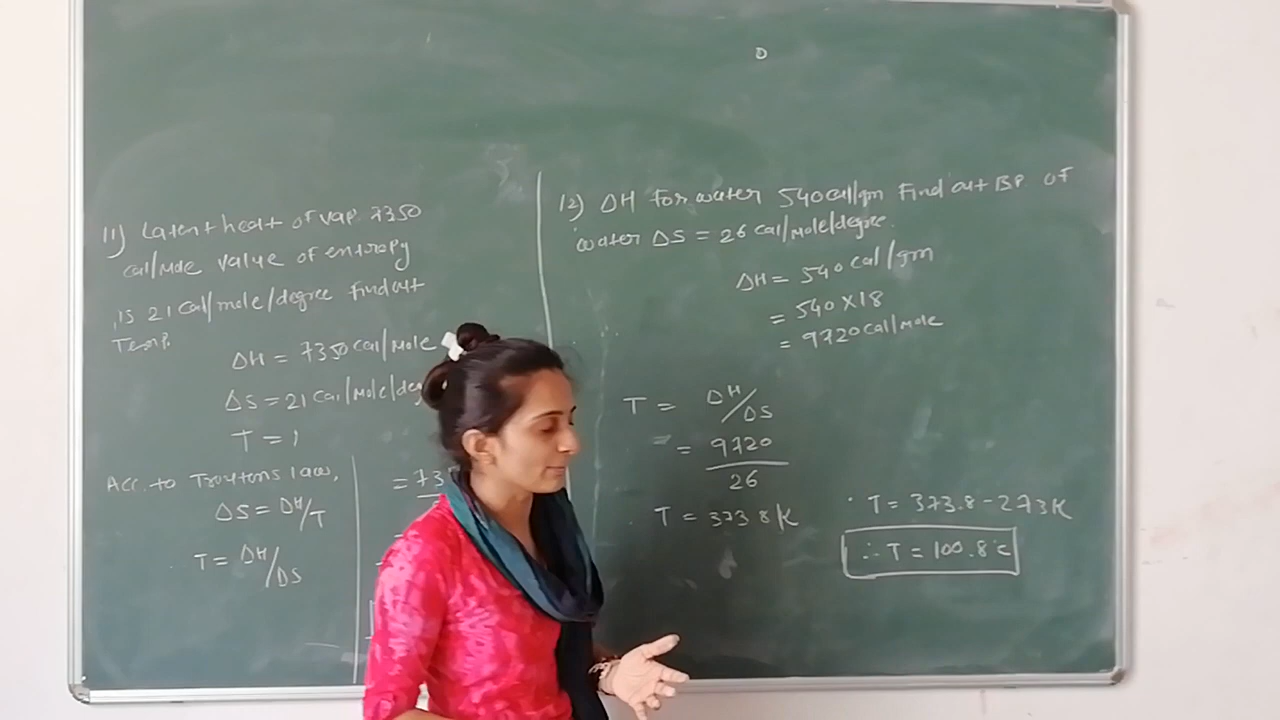 11) Latent heat of vap. 7350
cal/mole value of entropy
is 21 cal/mole/degree find out
Temp.
ΔH = 7350 cal/mole
ΔS = 21 cal/mole/deg
T = ?
Acc. to Troutons law,
ΔS = ΔH/T
T = ΔH/ΔS
= 735
12) ΔH for water 540 cal/gm find out B.P. of
water ΔS = 26 cal/mole/degree.
ΔH = 540 cal/gm
= 540 X 18
= 9720 cal/mole
T = ΔH/ΔS
= 9720
26
T = 373.8 K
T = 373.8 - 273 K
∴ T = 100.8°C